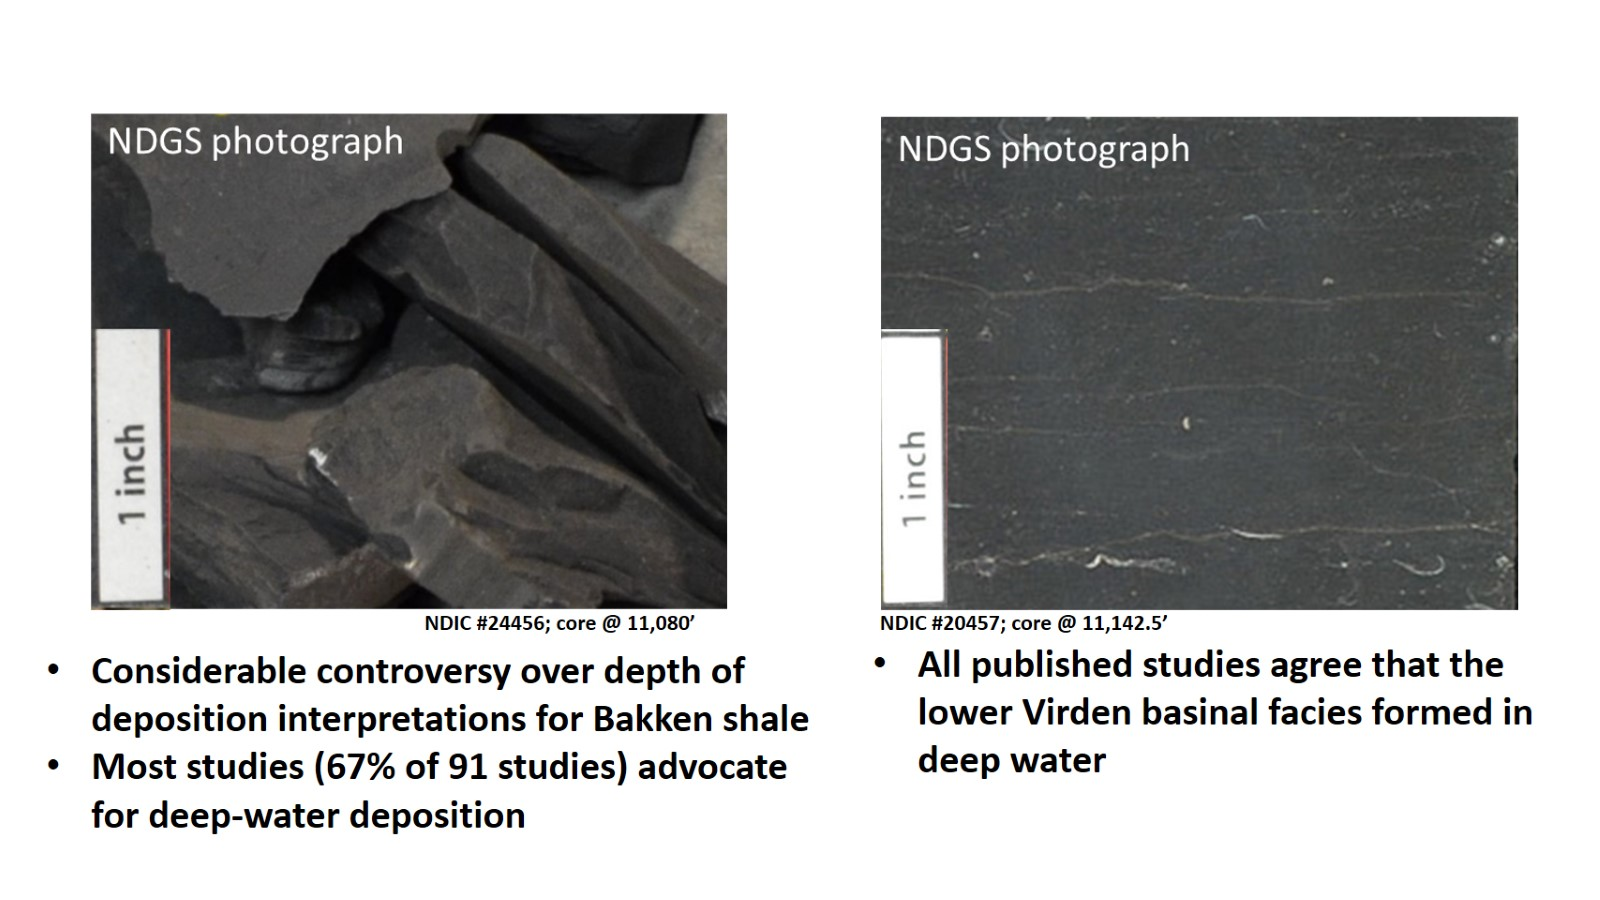 NDGS photograph
1 inch
NDIC #24456; core @ 11,080’
• Considerable controversy over depth of
deposition interpretations for Bakken shale
• Most studies (67% of 91 studies) advocate
for deep-water deposition
NDGS photograph
1 inch
NDIC #20457; core @ 11,142.5’
• All published studies agree that the
lower Virden basinal facies formed in
deep water